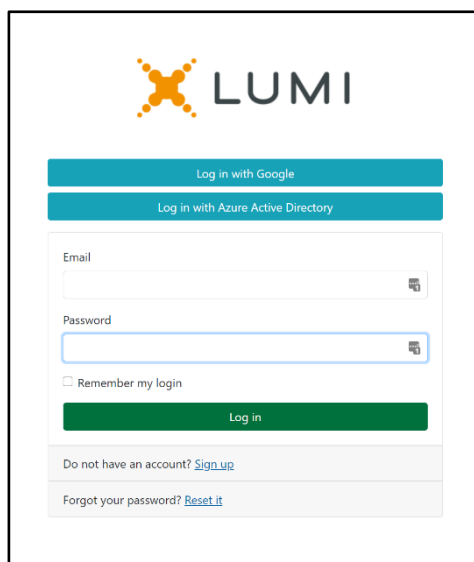 LUMI
Log in with Google
Log in with Azure Active Directory
Email
Password
Remember my login
Log in
Do not have an account? Sign up
Forgot your password? Reset it